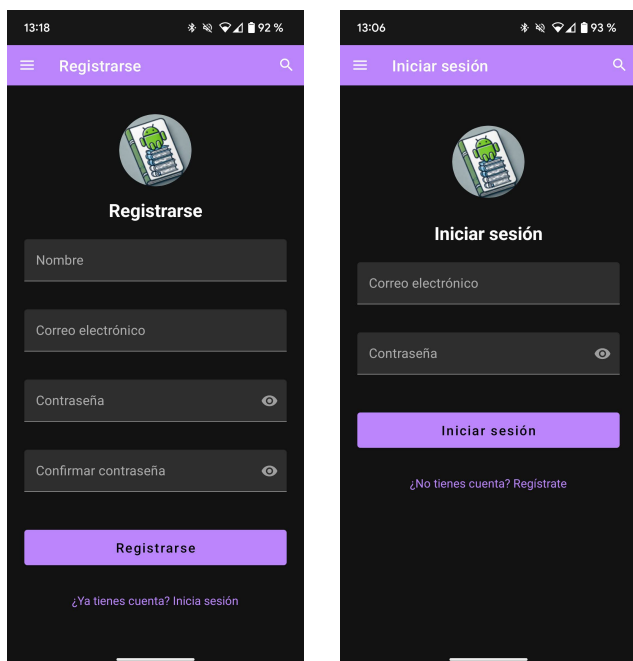 13:18
92 %
Registrarse
Registrarse
Nombre
Correo electrónico
Contraseña
Confirmar contraseña
Registrarse
¿Ya tienes cuenta? Inicia sesión
13:06
93 %
Iniciar sesión
Iniciar sesión
Correo electrónico
Contraseña
Iniciar sesión
¿No tienes cuenta? Regístrate